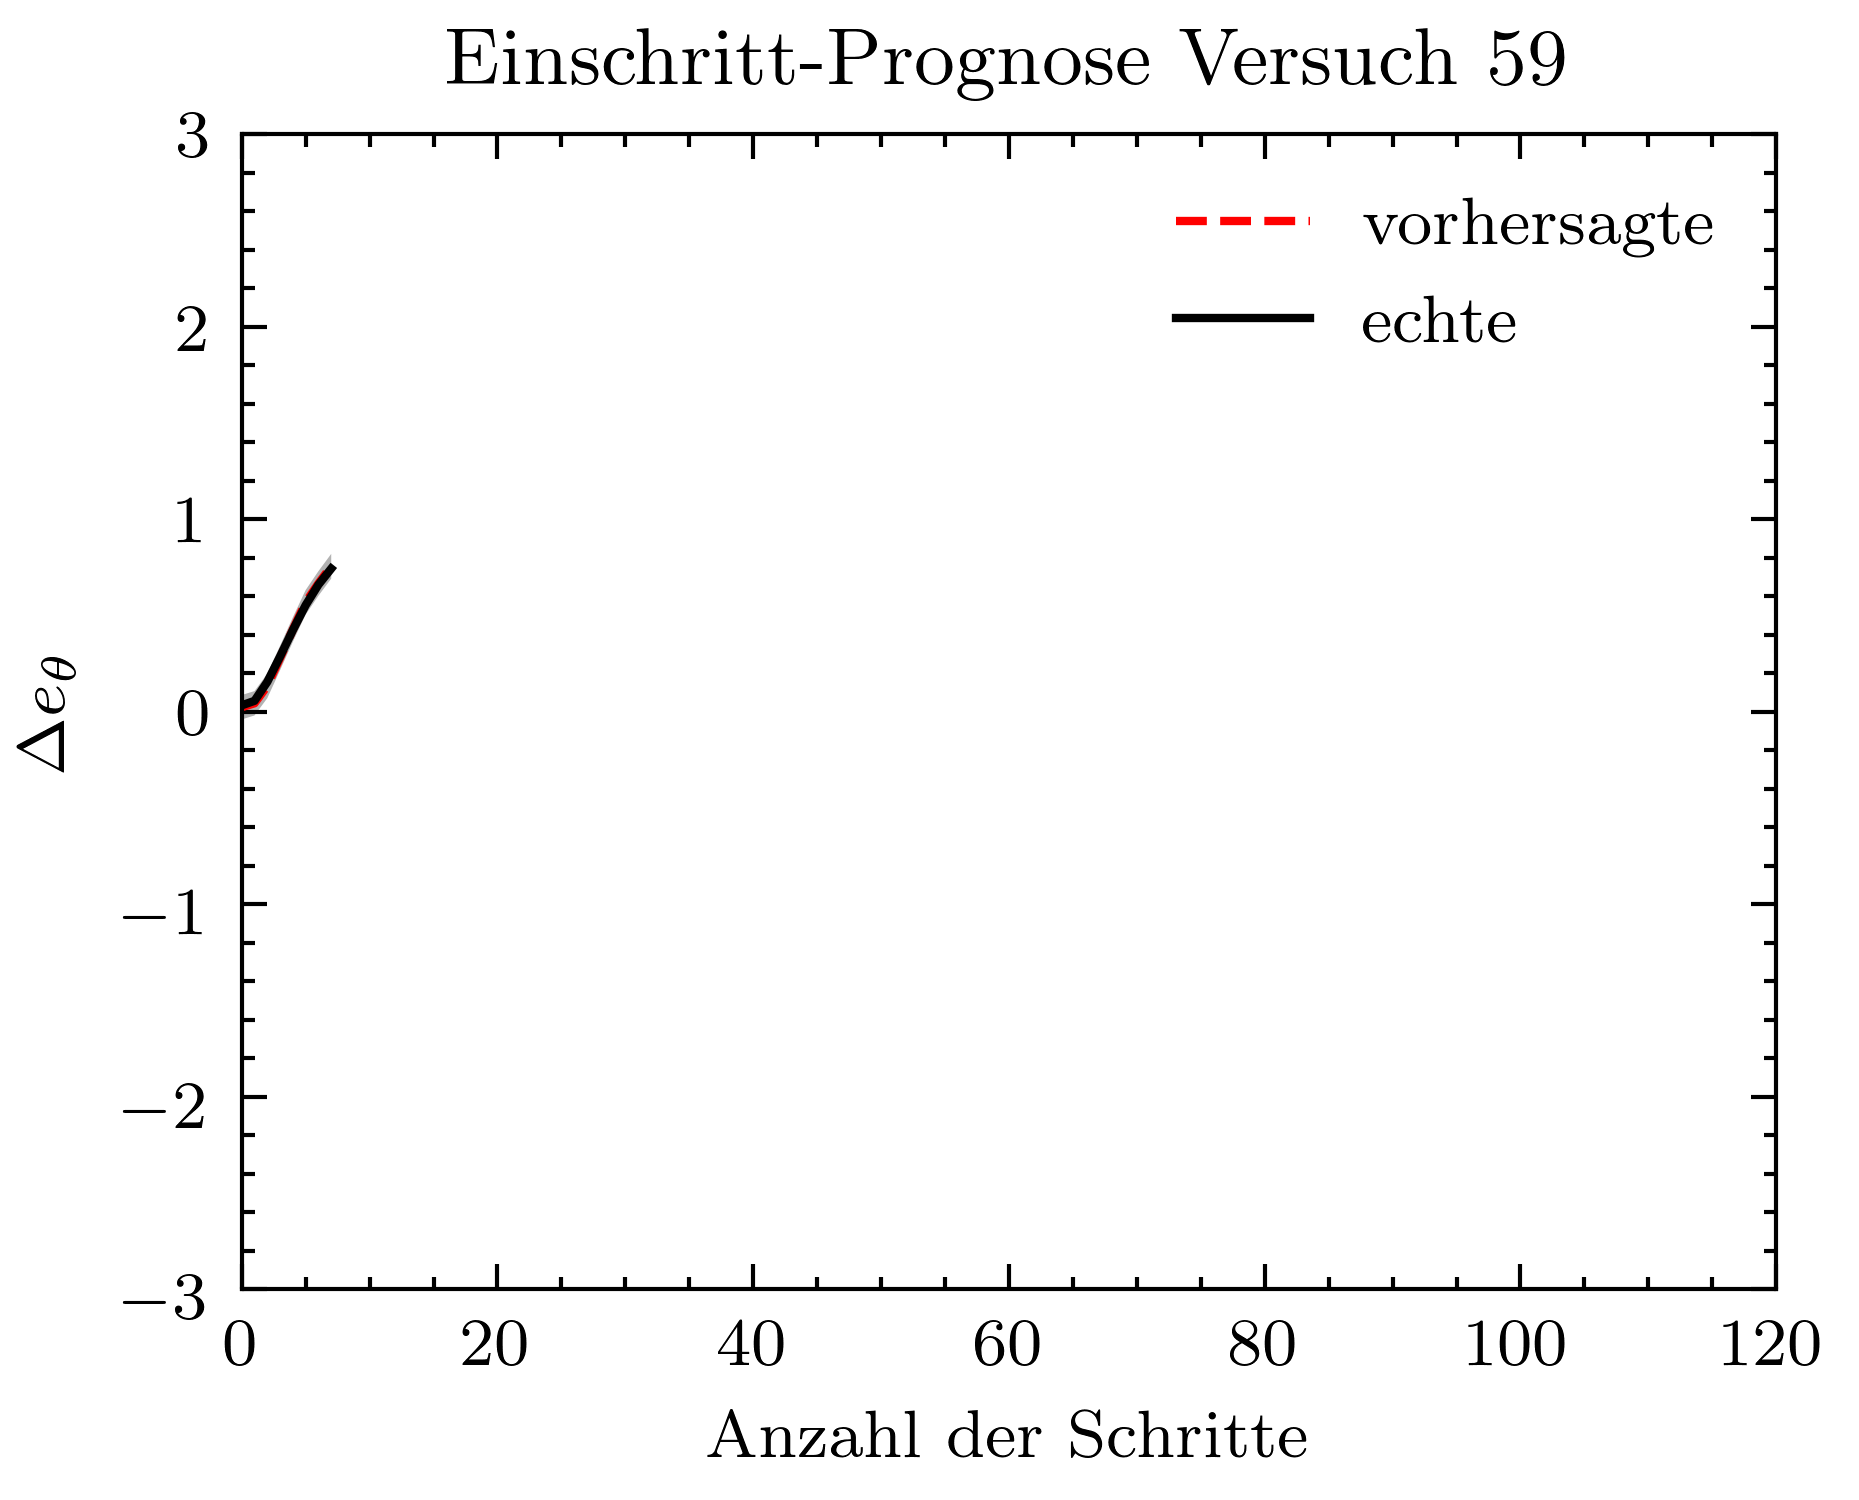 Einschritt-Prognose Versuch 59
3
2
1
0
−1
−2
−3
Δe_θ
vorhersagte
echte
0 20 40 60 80 100 120
Anzahl der Schritte